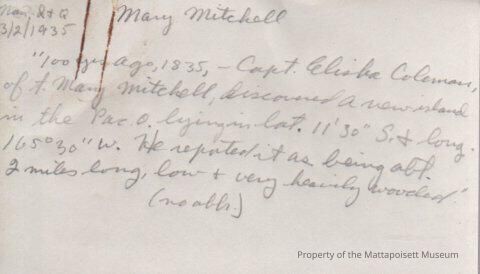 Nan. I & Q
3/2/1935
Mary Mitchell
"100 yrs ago, 1835, - Capt. Elisha Coleman,
of t. Mary Mitchell, discovered a new island
in the Pac. O. lying in lat. 11'30" S. & long.
165°30" W. He reported it as being abt.
2 miles long, low & very heavily wooded."
(no abbr.)
Property of the Mattapoisett Museum